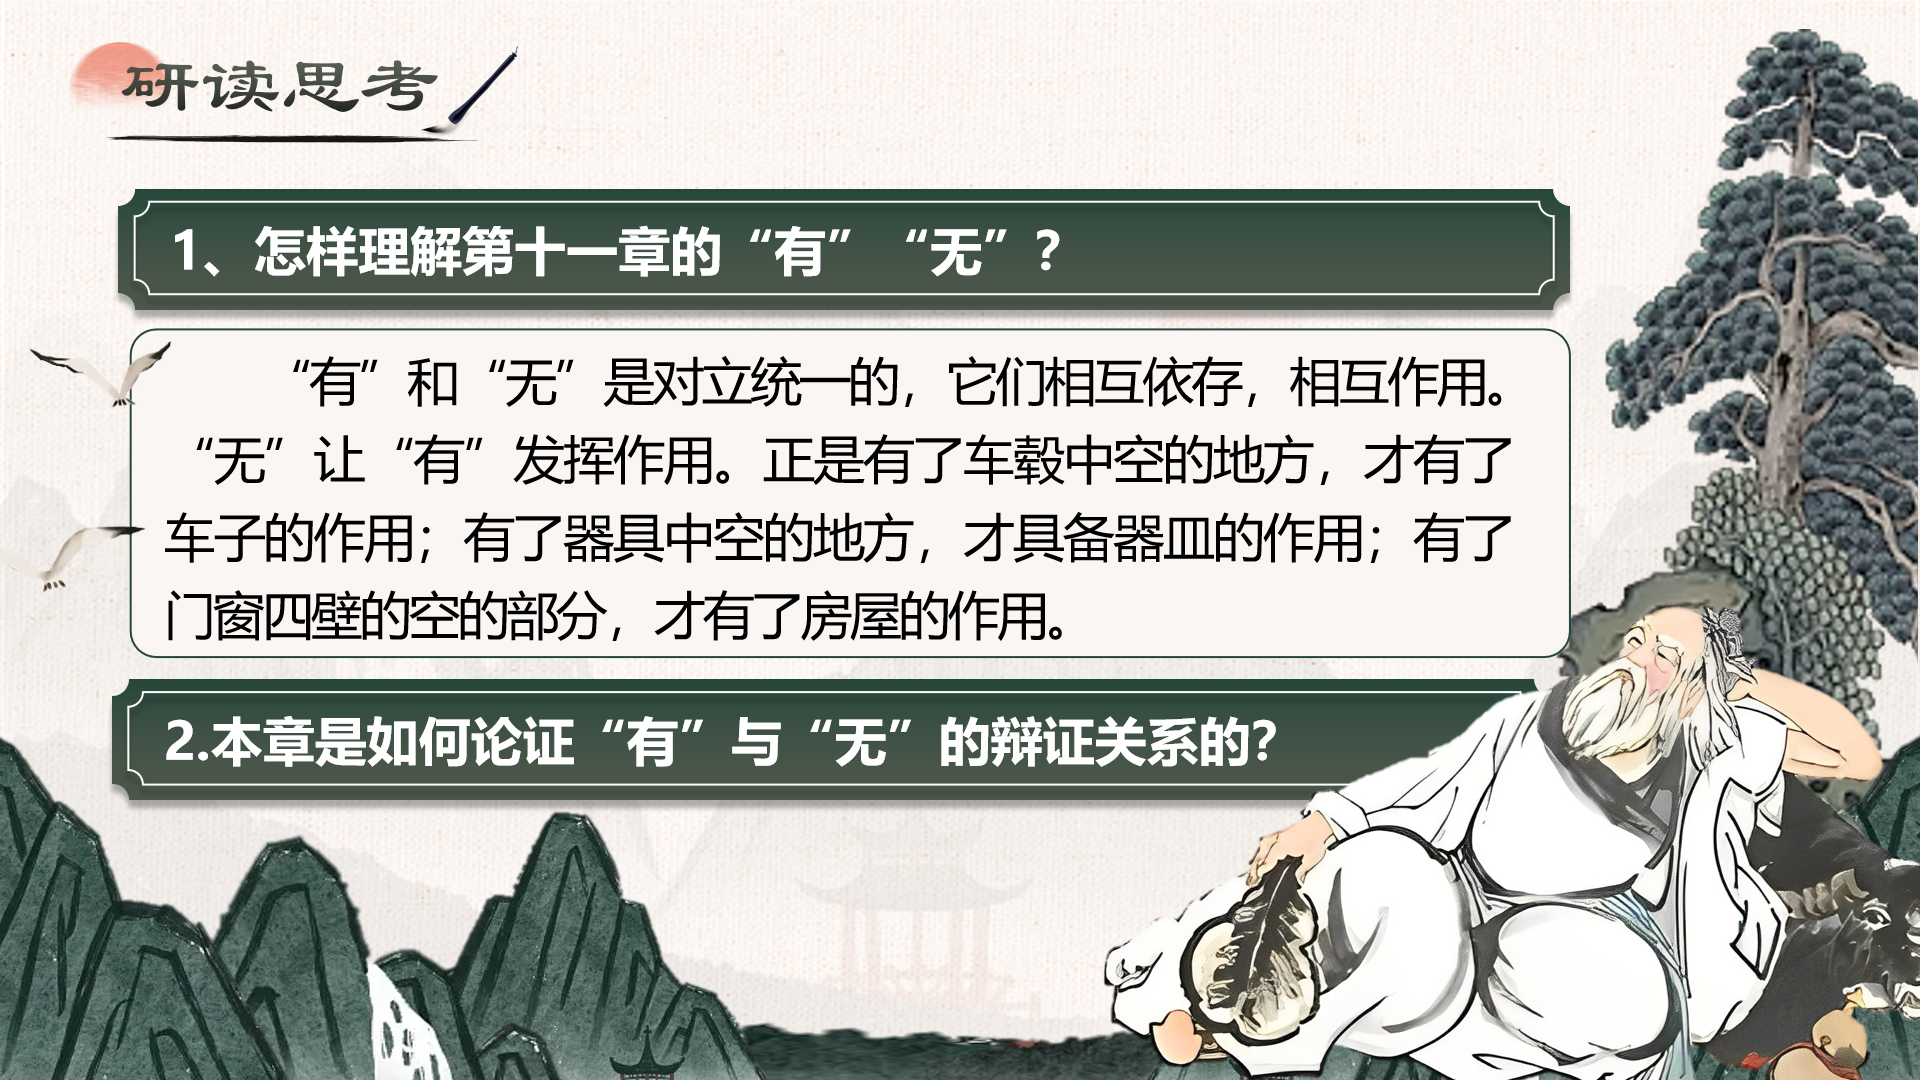 研读思考
1、怎样理解第十一章的“有”“无”?
“有”和“无”是对立统一的，它们相互依存，相互作用。
“无”让“有”发挥作用。正是有了车毂中空的地方，才有了
车子的作用；有了器具中空的地方，才具备器皿的作用；有了
门窗四壁的空的部分，才有了房屋的作用。
2.本章是如何论证“有”与“无”的辩证关系的?